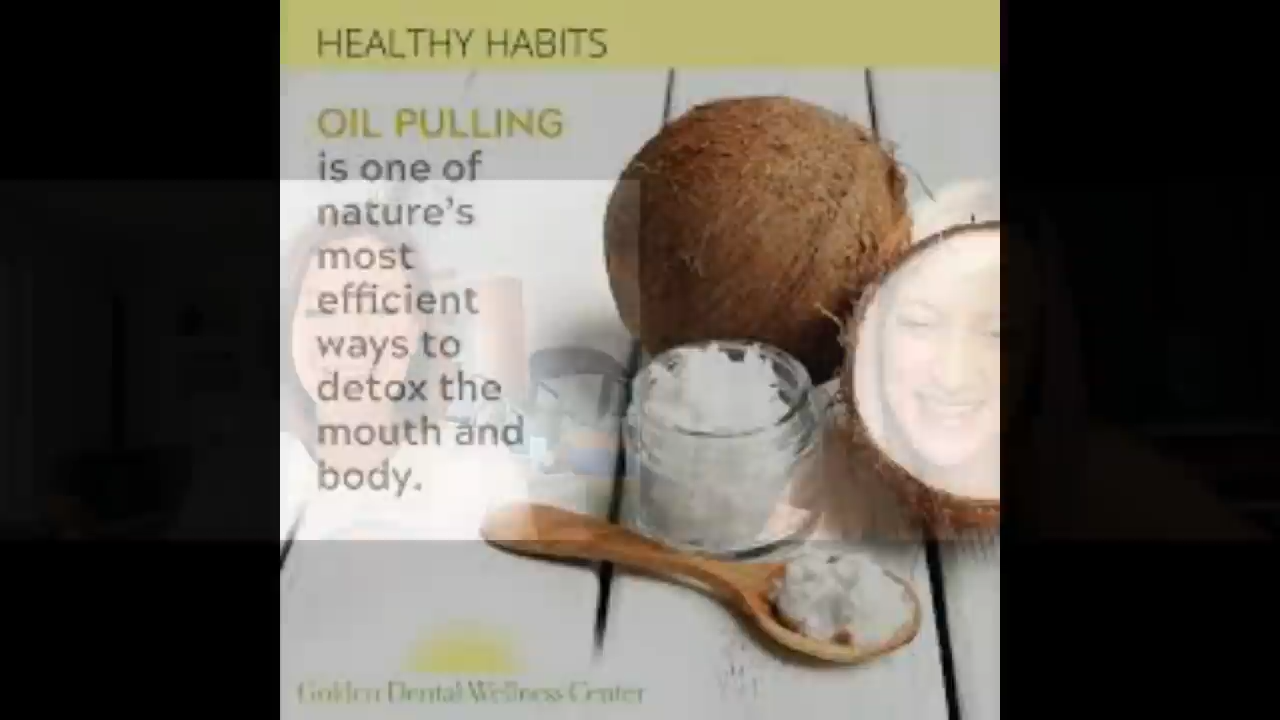 HEALTHY HABITS
OIL PULLING
is one of
nature's
most
efficient
ways to
detox the
mouth and
body.
Golden Dental Wellness Center